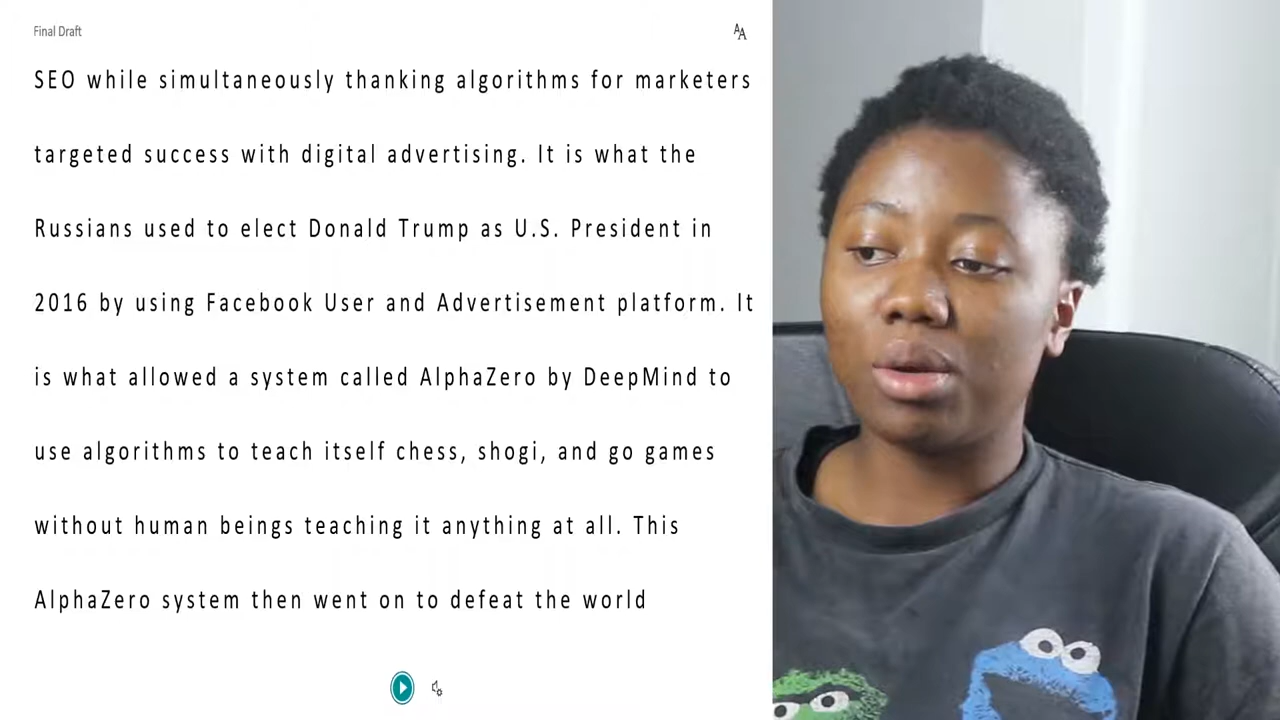 Final Draft
SEO while simultaneously thanking algorithms for marketers
targeted success with digital advertising. It is what the
Russians used to elect Donald Trump as U.S. President in
2016 by using Facebook User and Advertisement platform. It
is what allowed a system called AlphaZero by DeepMind to
use algorithms to teach itself chess, shogi, and go games
without human beings teaching it anything at all. This
AlphaZero system then went on to defeat the world